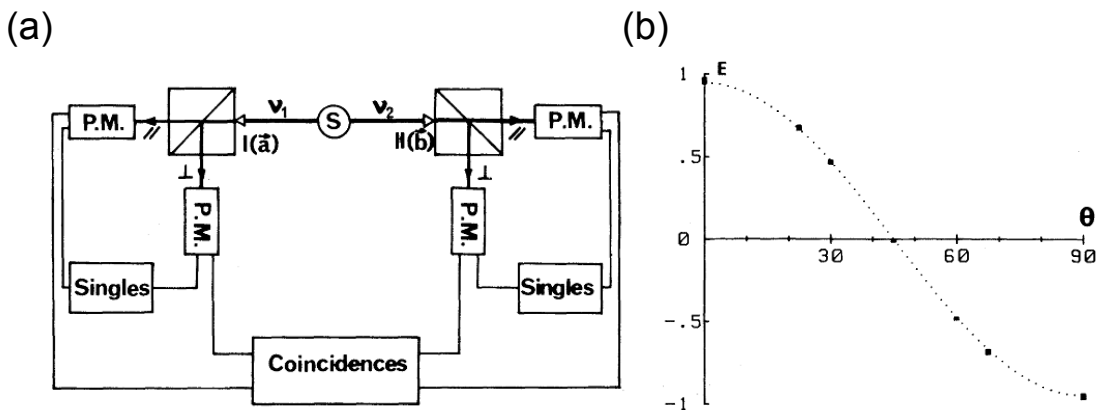 (a)
P.M.
//
ν₁
S
ν₂
//
P.M.
I(a⃗)
II(b⃗)
⊥
⊥
P.M.
P.M.
Singles
Singles
Coincidences
(b)
E
1
.5
0
-.5
-1
30
60
90
θ